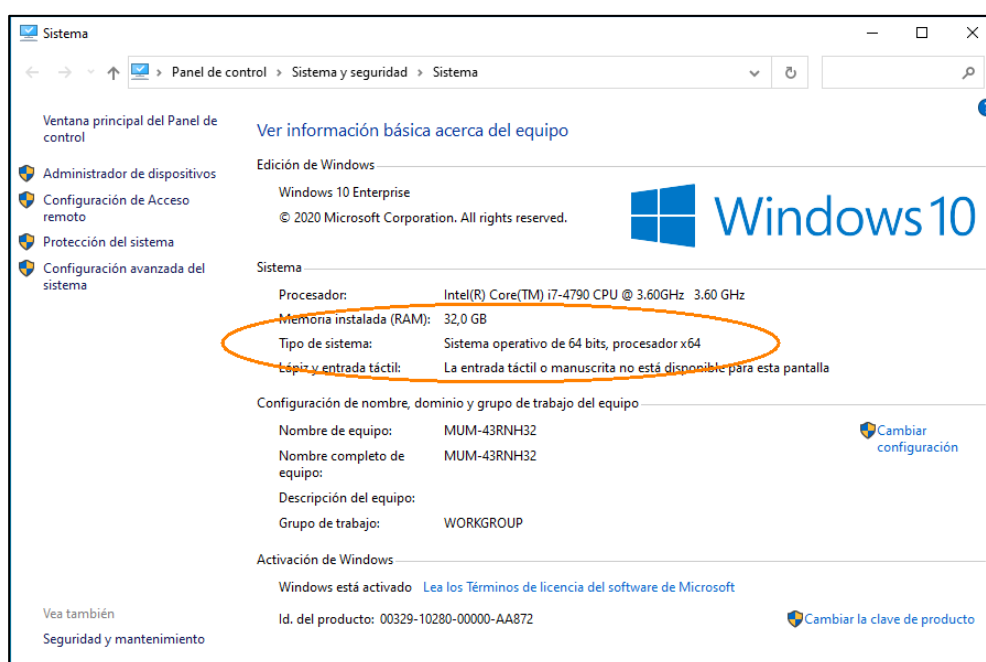 Sistema
Panel de control > Sistema y seguridad > Sistema
Ventana principal del Panel de
control
Administrador de dispositivos
Configuración de Acceso
remoto
Protección del sistema
Configuración avanzada del
sistema
Vea también
Seguridad y mantenimiento
Ver información básica acerca del equipo
Edición de Windows
Windows 10 Enterprise
© 2020 Microsoft Corporation. All rights reserved.
Windows 10
Sistema
Procesador: Intel(R) Core(TM) i7-4790 CPU @ 3.60GHz 3.60 GHz
Memoria instalada (RAM): 32,0 GB
Tipo de sistema: Sistema operativo de 64 bits, procesador x64
Lápiz y entrada táctil: La entrada táctil o manuscrita no está disponible para esta pantalla
Configuración de nombre, dominio y grupo de trabajo del equipo
Nombre de equipo: MUM-43RNH32
Cambiar
configuración
Nombre completo de
equipo: MUM-43RNH32
Descripción del equipo:
Grupo de trabajo: WORKGROUP
Activación de Windows
Windows está activado Lea los Términos de licencia del software de Microsoft
Id. del producto: 00329-10280-00000-AA872
Cambiar la clave de producto